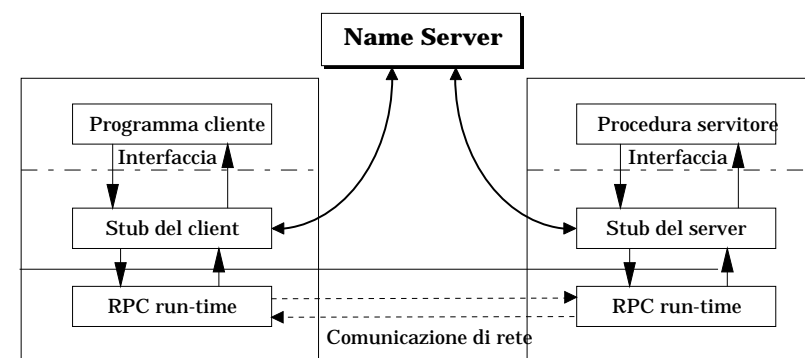 Name Server
Programma cliente
Procedura servitore
Interfaccia
Interfaccia
Stub del client
Stub del server
RPC run-time
RPC run-time
Comunicazione di rete